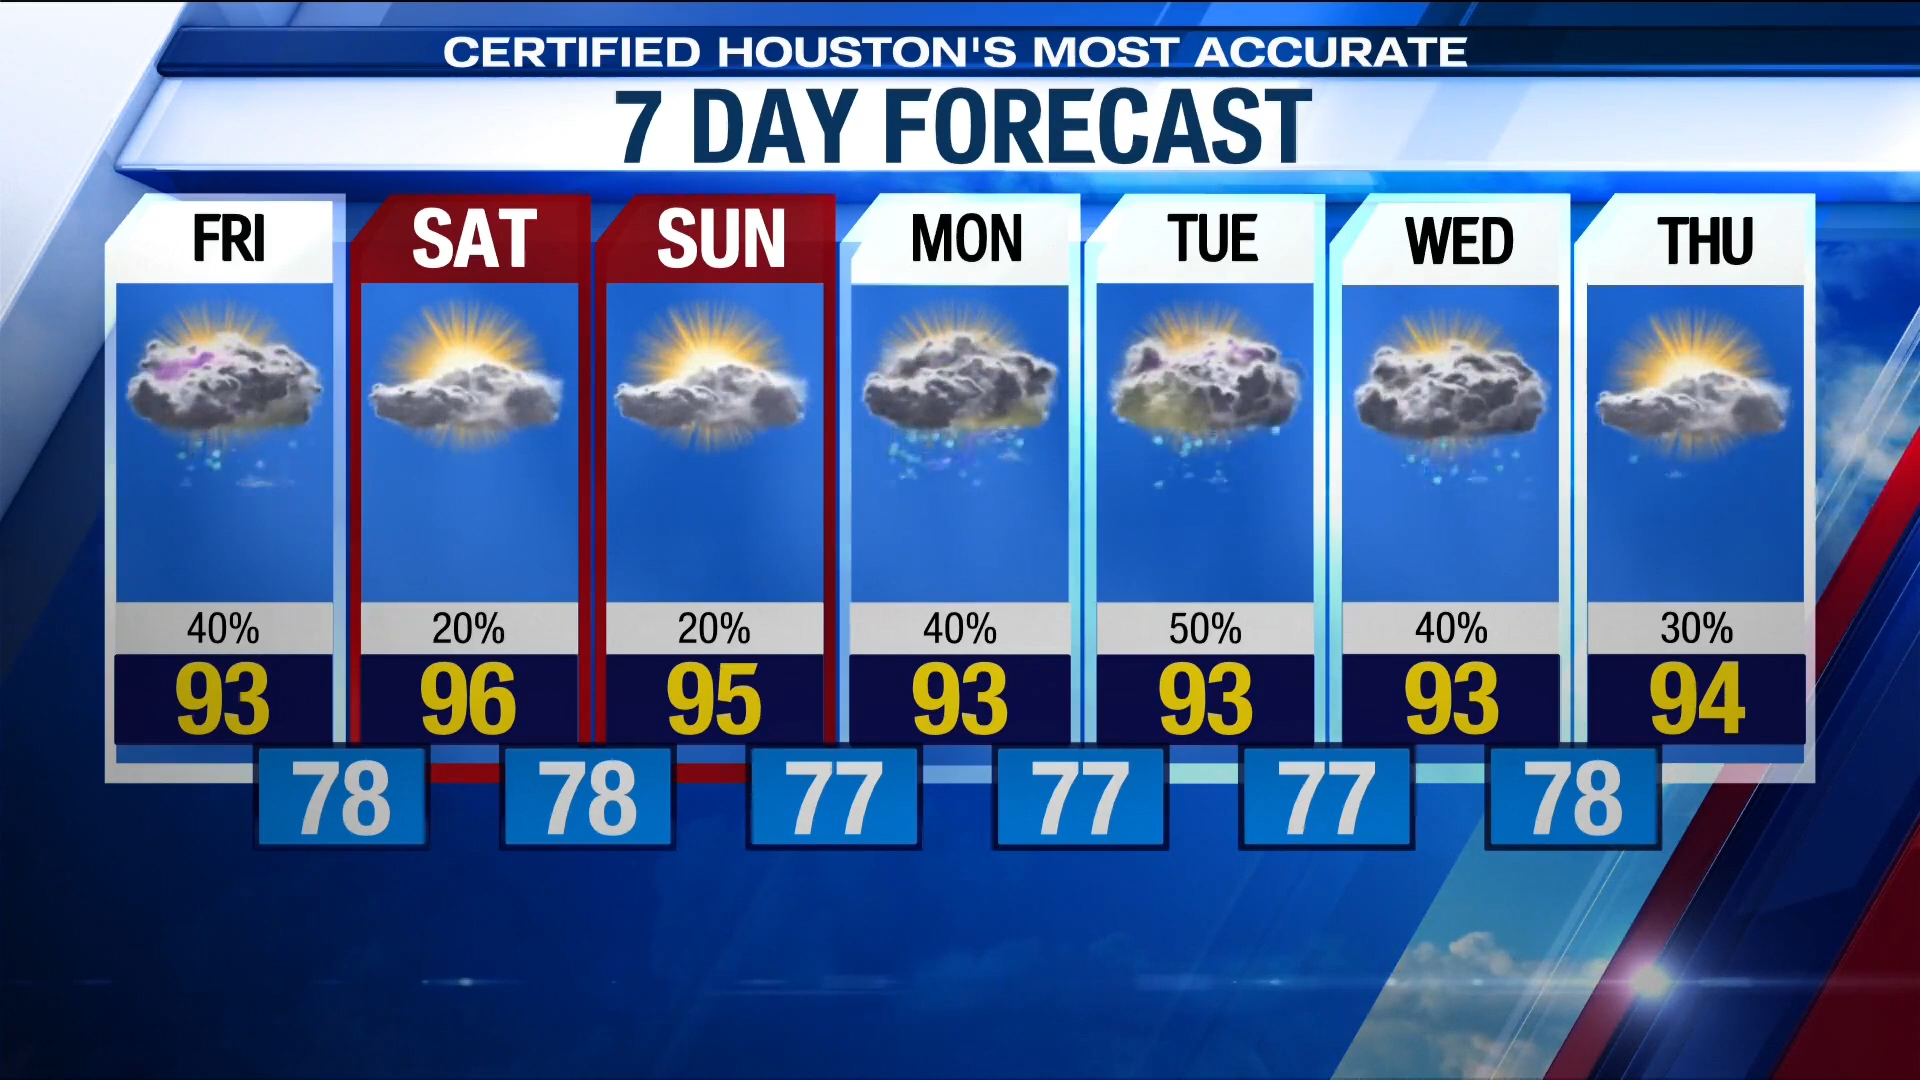 CERTIFIED HOUSTON'S MOST ACCURATE
7 DAY FORECAST
FRI SAT SUN MON TUE WED THU
40% 20% 20% 40% 50% 40% 30%
93 96 95 93 93 93 94
78 78 77 77 77 78